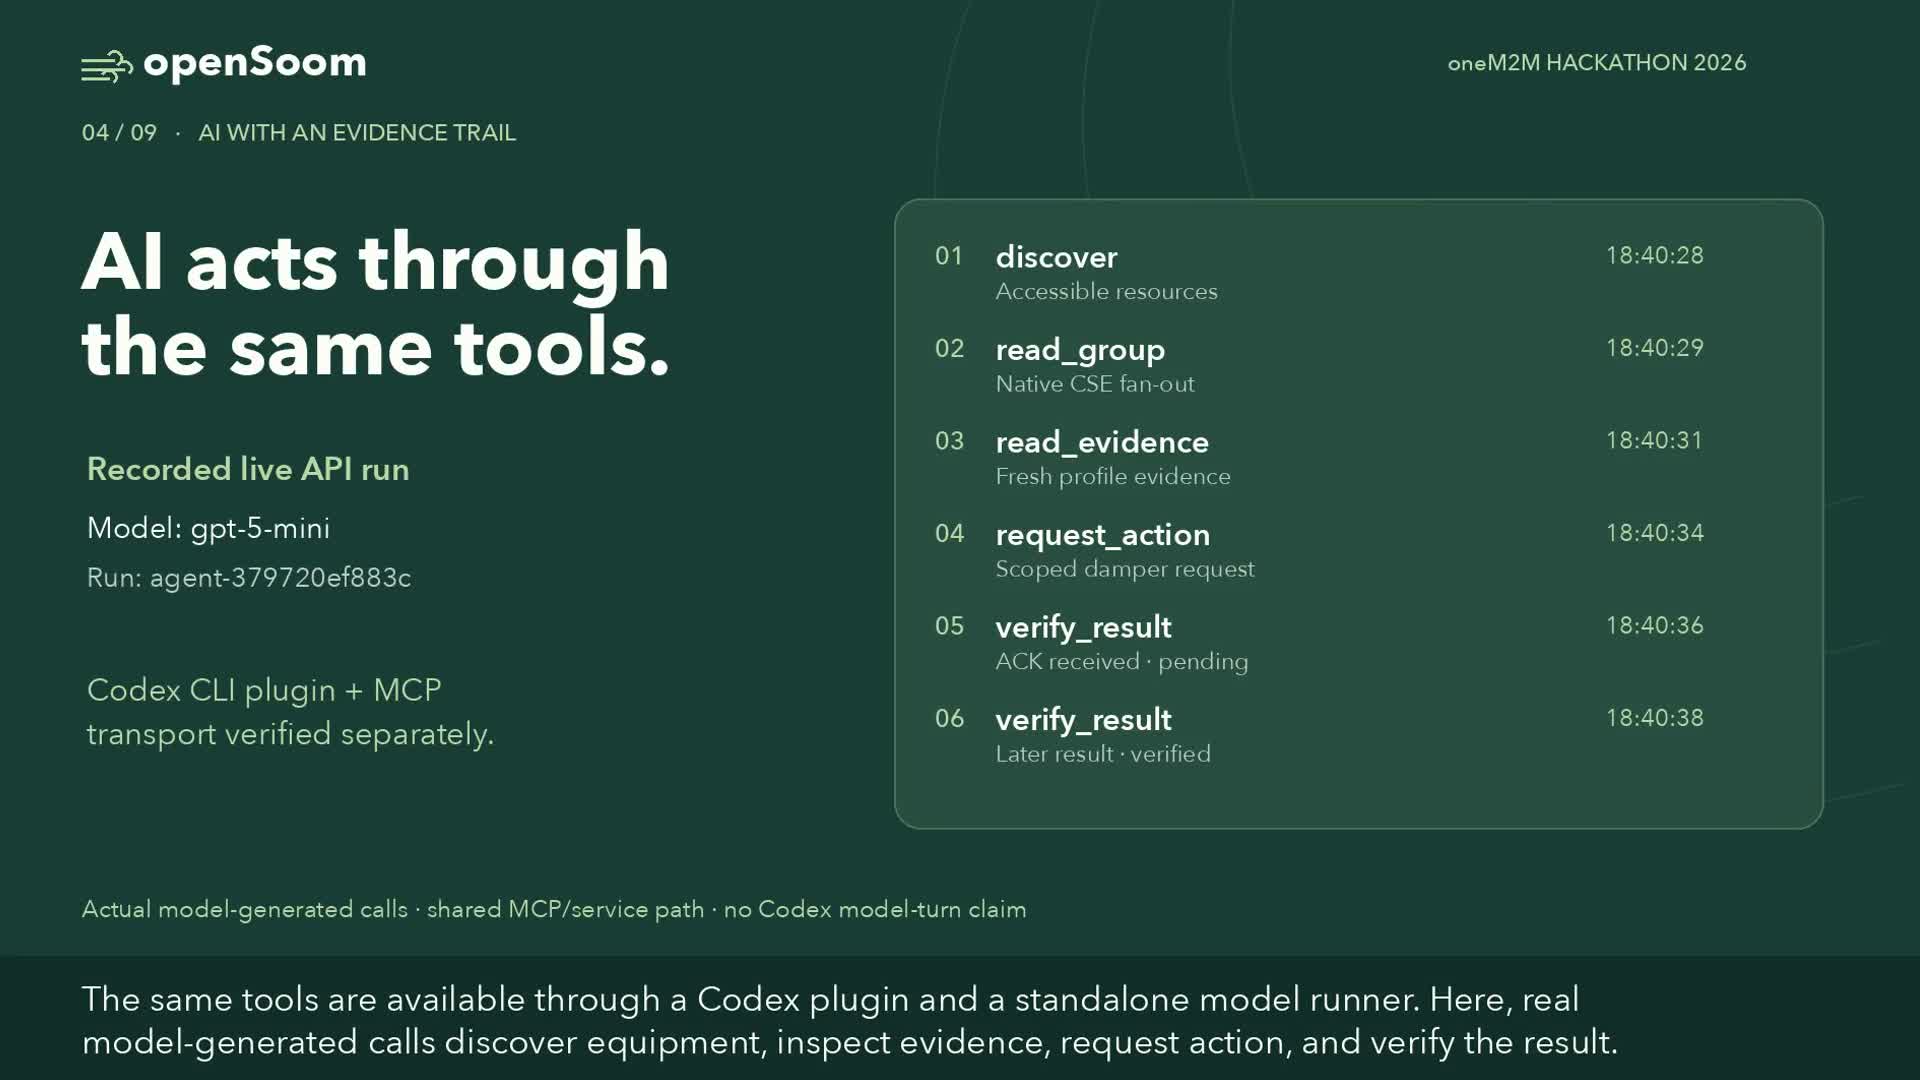 openSoom
oneM2M HACKATHON 2026
04 / 09 · AI WITH AN EVIDENCE TRAIL
AI acts through
the same tools.
Recorded live API run
Model: gpt-5-mini
Run: agent-379720ef883c
Codex CLI plugin + MCP
transport verified separately.
01 discover 18:40:28
Accessible resources
02 read_group 18:40:29
Native CSE fan-out
03 read_evidence 18:40:31
Fresh profile evidence
04 request_action 18:40:34
Scoped damper request
05 verify_result 18:40:36
ACK received · pending
06 verify_result 18:40:38
Later result · verified
Actual model-generated calls · shared MCP/service path · no Codex model-turn claim
The same tools are available through a Codex plugin and a standalone model runner. Here, real
model-generated calls discover equipment, inspect evidence, request action, and verify the result.